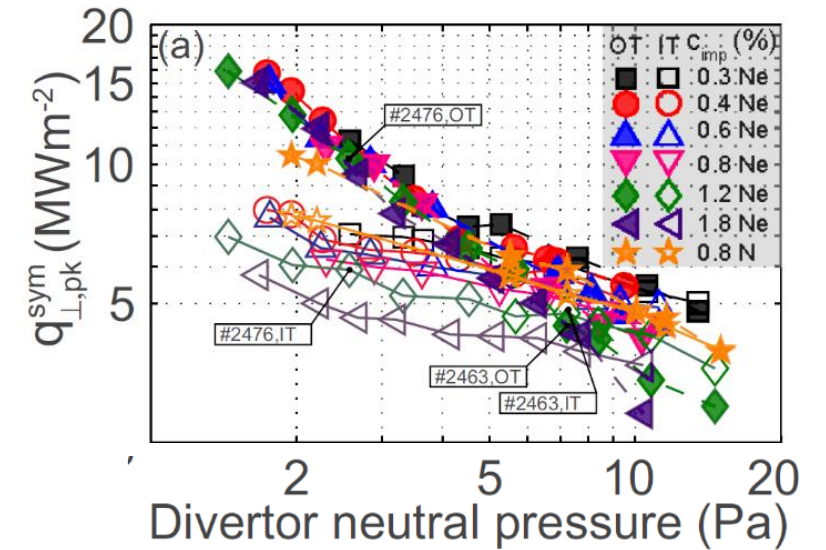 20
15
10
5
q⊥,pk^sym (MWm-2)
(a)
OT IT Cimp (%)
0.3 Ne
0.4 Ne
0.6 Ne
0.8 Ne
1.2 Ne
1.8 Ne
0.8 N
#2476,OT
#2476,IT
#2463,OT
#2463,IT
2 5 10 20
Divertor neutral pressure (Pa)